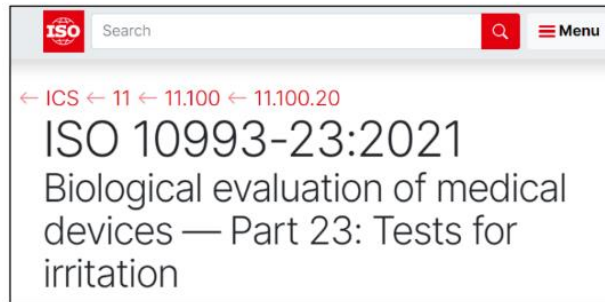 ISO Search Menu
← ICS ← 11 ← 11.100 ← 11.100.20
ISO 10993-23:2021
Biological evaluation of medical
devices — Part 23: Tests for
irritation